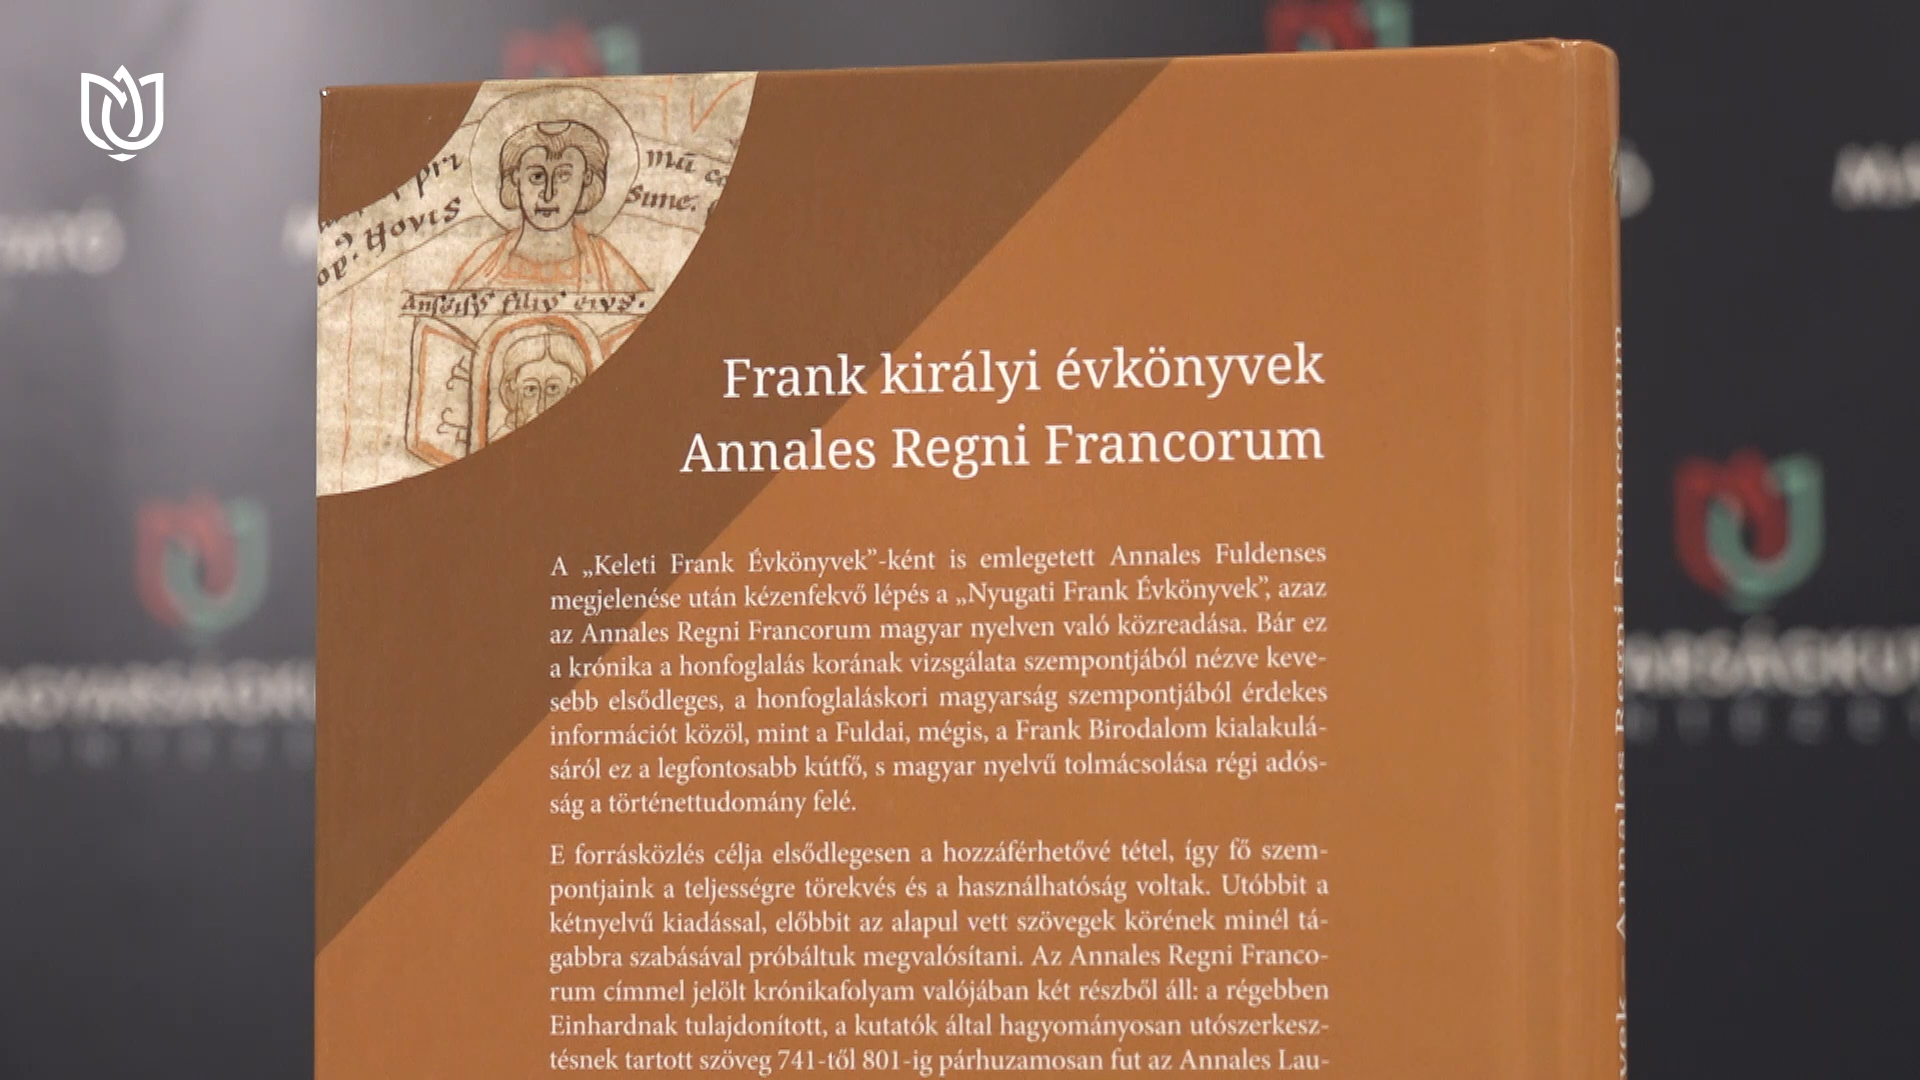 Frank királyi évkönyvek
Annales Regni Francorum
A „Keleti Frank Évkönyvek”-ként is emlegetett Annales Fuldenses
megjelenése után kézenfekvő lépés a „Nyugati Frank Évkönyvek”, azaz
az Annales Regni Francorum magyar nyelven való közreadása. Bár ez
a krónika a honfoglalás korának vizsgálata szempontjából nézve keve-
sebb elsődleges, a honfoglaláskori magyarság szempontjából érdekes
információt közöl, mint a Fuldai, mégis, a Frank Birodalom kialakulá-
sáról ez a legfontosabb kútfő, s magyar nyelvű tolmácsolása régi adós-
ság a történettudomány felé.
E forrásközlés célja elsődlegesen a hozzáférhetővé tétel, így fő szem-
pontjaink a teljességre törekvés és a használhatóság voltak. Utóbbit a
kétnyelvű kiadással, előbbit az alapul vett szövegek körének minél tá-
gabbra szabásával próbáltuk megvalósítani. Az Annales Regni Franco-
rum címmel jelölt krónikafolyam valójában két részből áll: a régebben
Einhardnak tulajdonított, a kutatók által hagyományosan utószerkesz-
tésnek tartott szöveg 741-től 801-ig párhuzamosan fut az Annales Lau-
Annales Regni Francorum
filius eius.